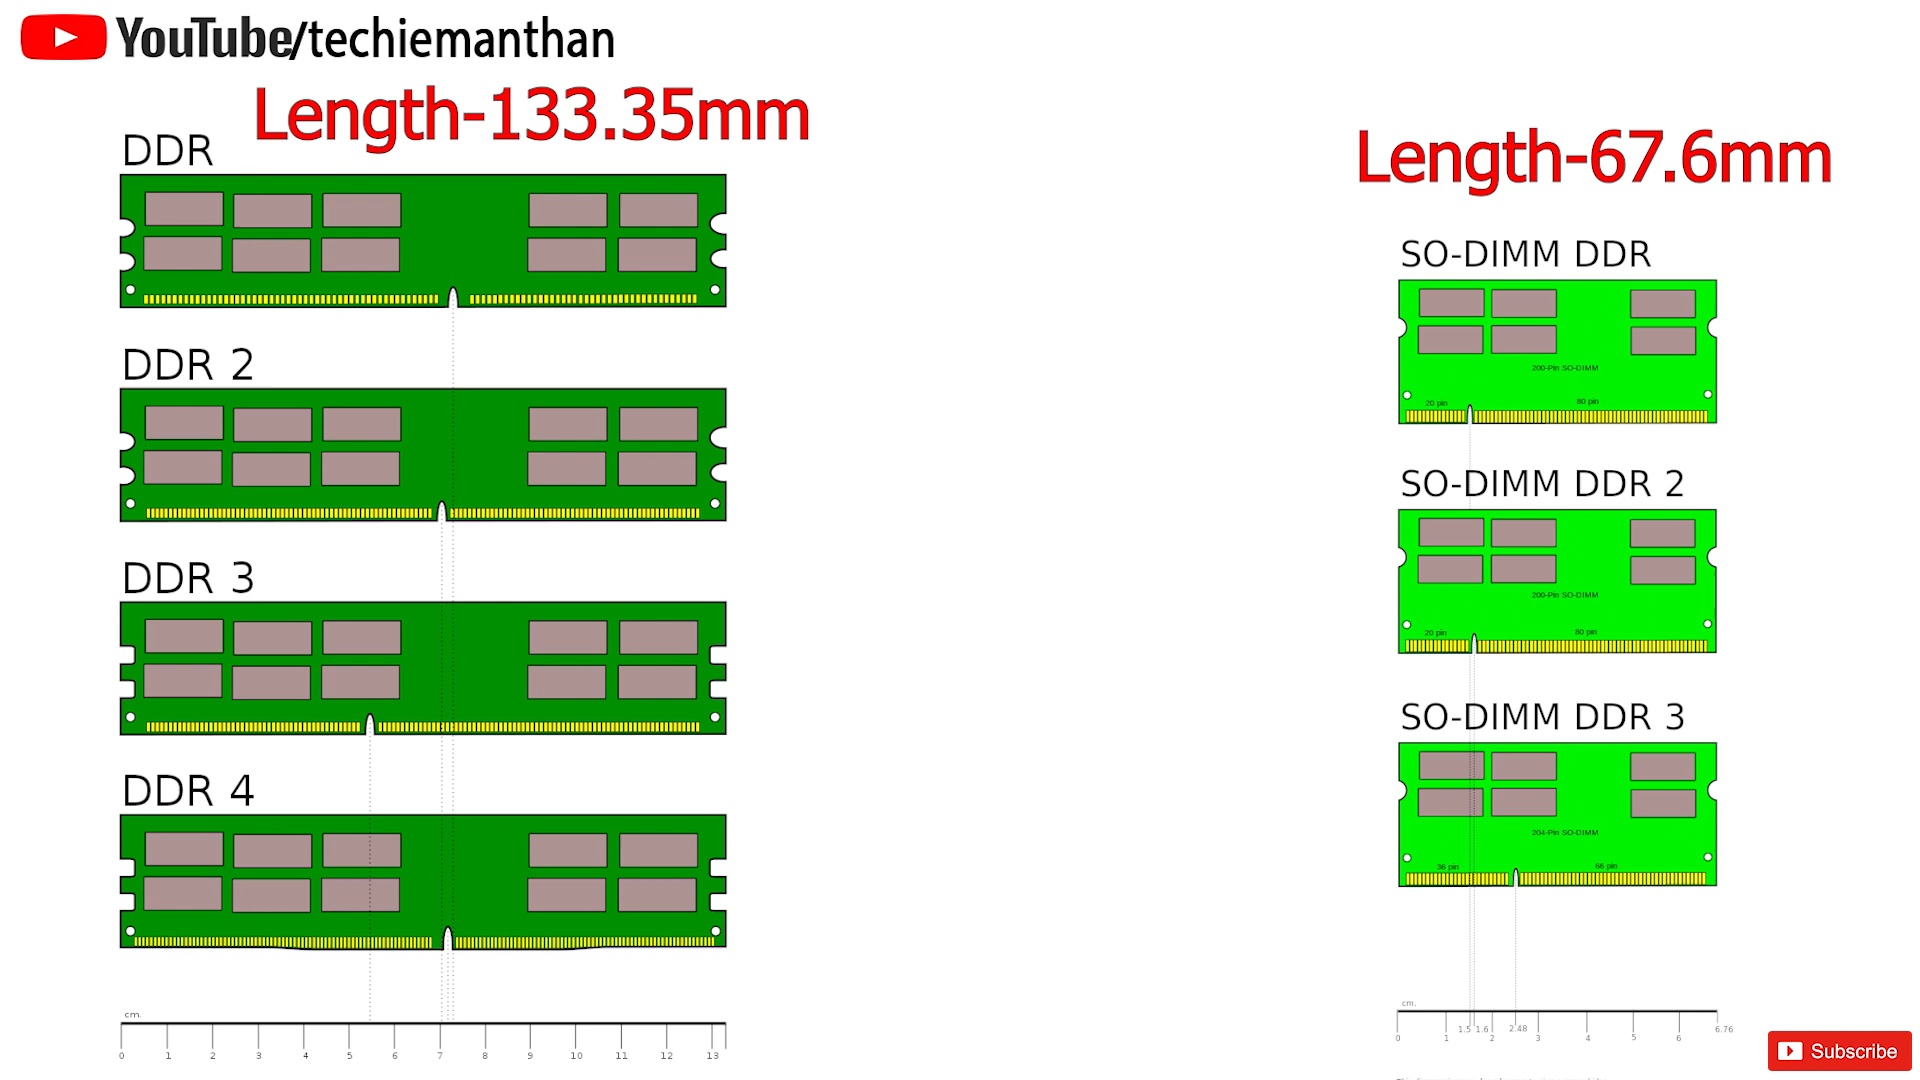 YouTube/techiemanthan
Length-133.35mm
DDR
DDR 2
DDR 3
DDR 4
cm.
0 1 2 3 4 5 6 7 8 9 10 11 12 13
Length-67.6mm
SO-DIMM DDR
200-Pin SO-DIMM
20 pin 80 pin
SO-DIMM DDR 2
200-Pin SO-DIMM
20 pin 80 pin
SO-DIMM DDR 3
204-Pin SO-DIMM
36 pin 66 pin
cm.
1.5 1.6 2.48 6.76
0 1 2 3 4 5 6
Subscribe